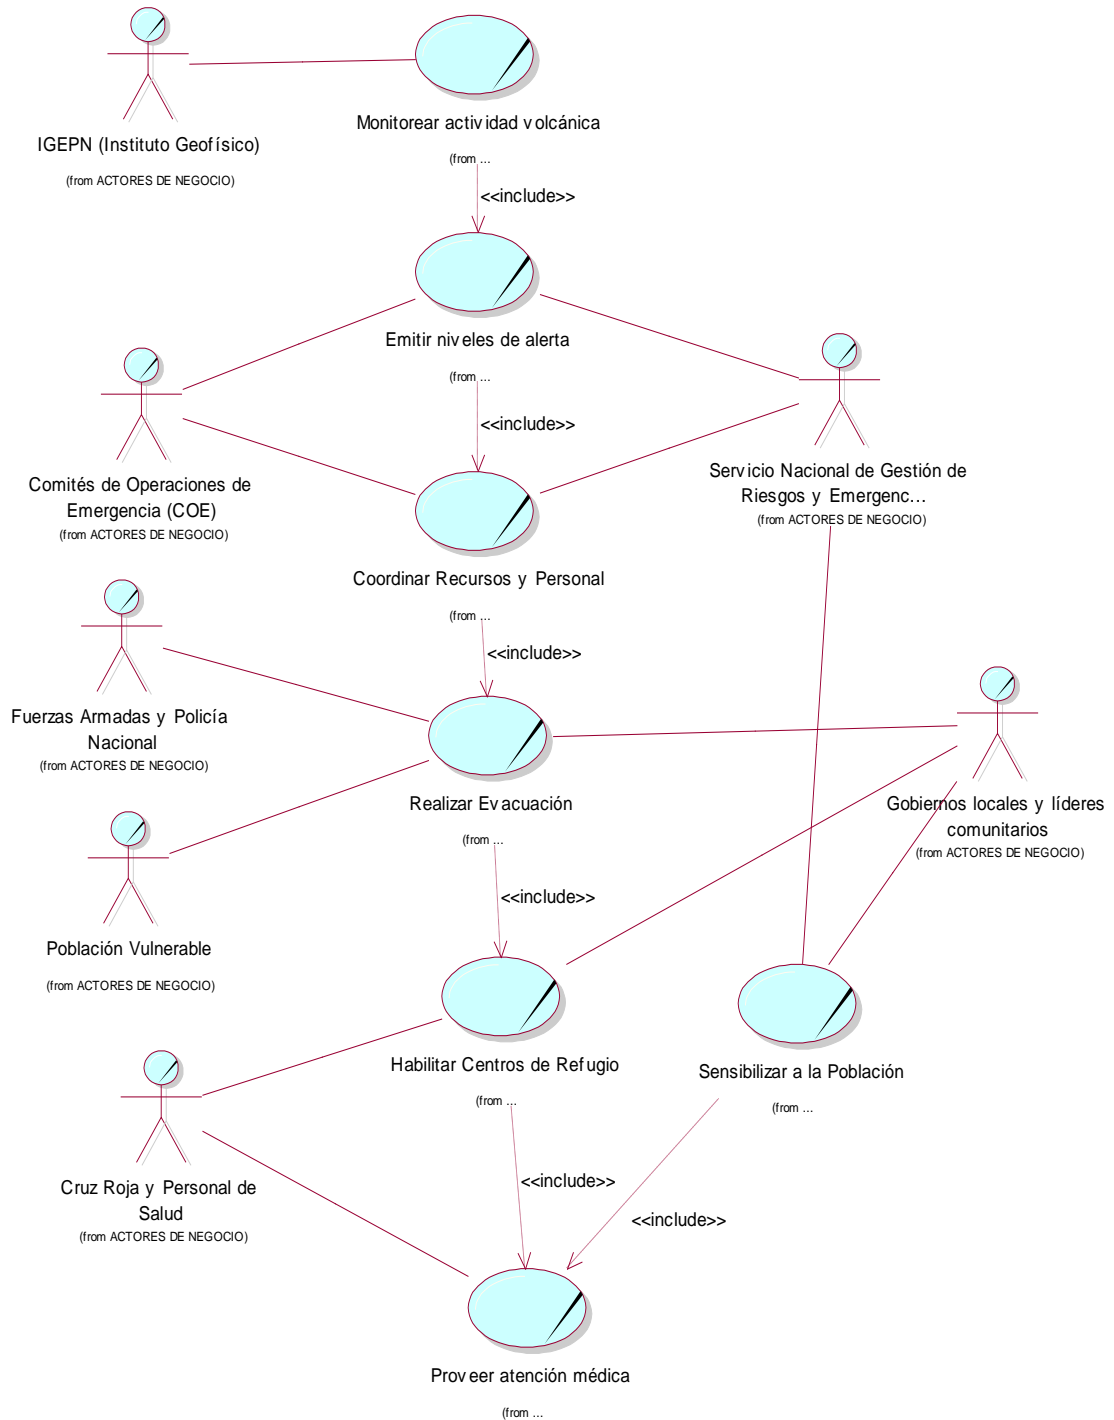 Monitorear actividad volcánica
IGEPN (Instituto Geofísico)
(from ...
(from ACTORES DE NEGOCIO)
<<include>>
Emitir niveles de alerta
(from ...
<<include>>
Comités de Operaciones de
Emergencia (COE)
(from ACTORES DE NEGOCIO)
Servicio Nacional de Gestión de
Riesgos y Emergenc...
(from ACTORES DE NEGOCIO)
Coordinar Recursos y Personal
(from ...
<<include>>
Fuerzas Armadas y Policía
Nacional
(from ACTORES DE NEGOCIO)
Realizar Evacuación
(from ...
Gobiernos locales y líderes
comunitarios
(from ACTORES DE NEGOCIO)
<<include>>
Población Vulnerable
(from ACTORES DE NEGOCIO)
Habilitar Centros de Refugio
(from ...
Sensibilizar a la Población
(from ...
Cruz Roja y Personal de
Salud
(from ACTORES DE NEGOCIO)
<<include>>
<<include>>
Proveer atención médica
(from ...